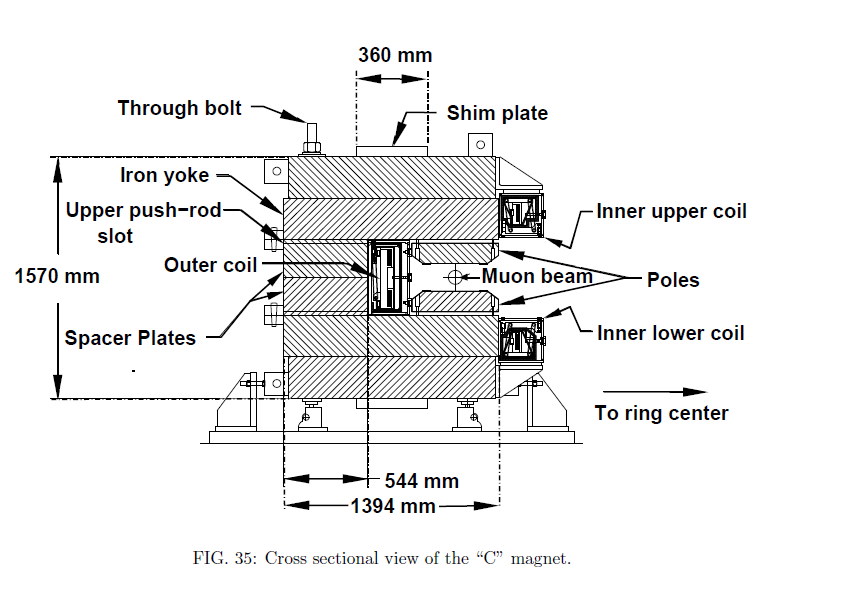 360 mm
Through bolt
Shim plate
Iron yoke
Upper push-rod
slot
Inner upper coil
Outer coil
1570 mm
Muon beam
Poles
Spacer Plates
Inner lower coil
To ring center
544 mm
1394 mm
FIG. 35: Cross sectional view of the “C” magnet.